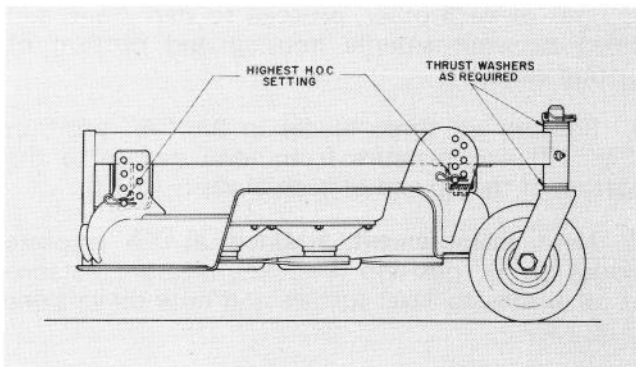 HIGHEST H.O.C
SETTING
THRUST WASHERS
AS REQUIRED